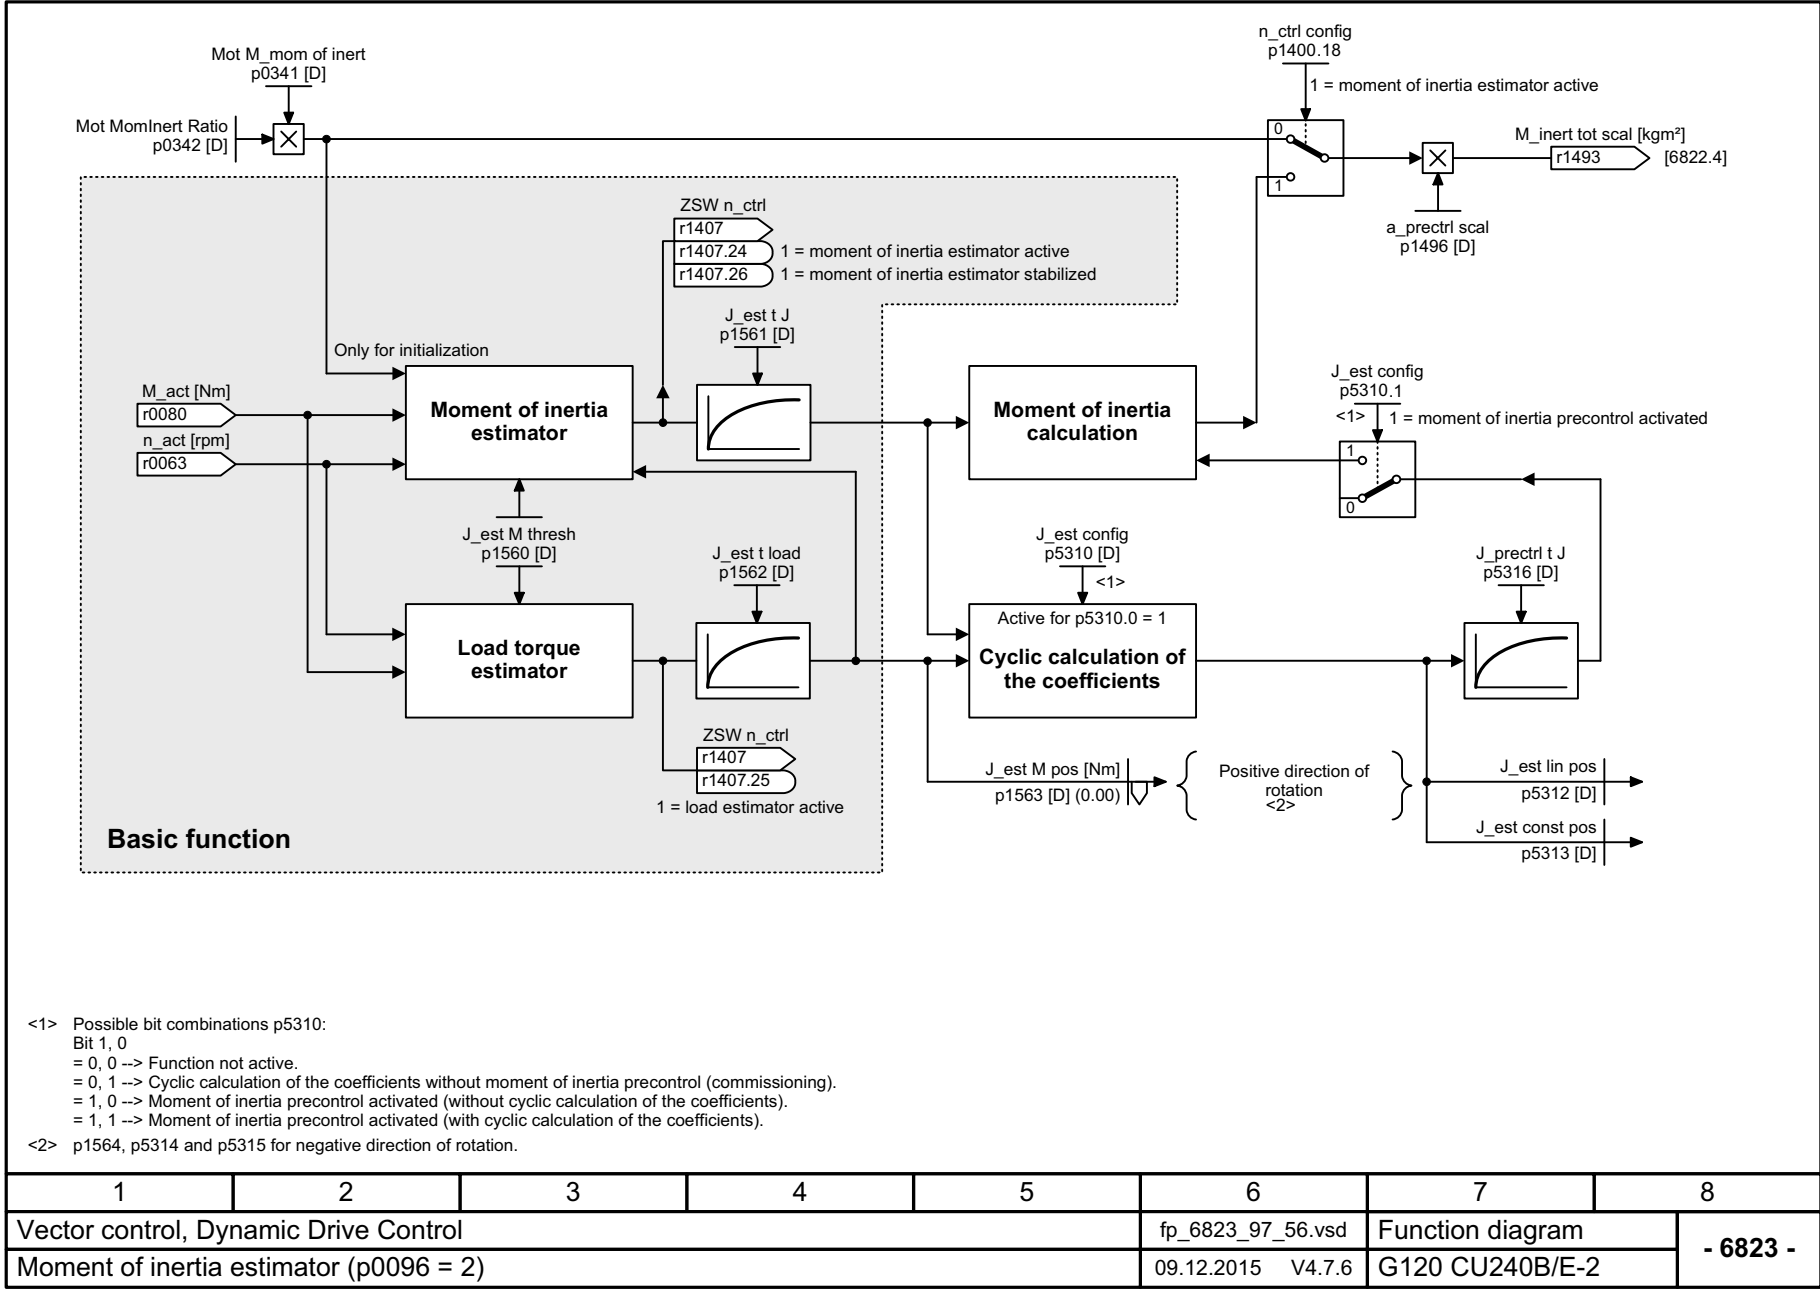 n_ctrl config
p1400.18
1 = moment of inertia estimator active
Mot M_mom of inert
p0341 [D]
Mot MomInert Ratio
p0342 [D]
0
1
M_inert tot scal [kgm²]
r1493
[6822.4]
a_prectrl scal
p1496 [D]
ZSW n_ctrl
r1407
r1407.24
1 = moment of inertia estimator active
r1407.26
1 = moment of inertia estimator stabilized
J_est t J
p1561 [D]
Only for initialization
M_act [Nm]
r0080
n_act [rpm]
r0063
Moment of inertia
estimator
Moment of inertia
calculation
J_est config
p5310.1
<1>
1 = moment of inertia precontrol activated
1
0
J_est M thresh
p1560 [D]
J_est t load
p1562 [D]
J_est config
p5310 [D]
<1>
J_prectrl t J
p5316 [D]
Load torque
estimator
Active for p5310.0 = 1
Cyclic calculation of
the coefficients
ZSW n_ctrl
r1407
r1407.25
1 = load estimator active
J_est M pos [Nm]
p1563 [D] (0.00)
Positive direction of
rotation
<2>
J_est lin pos
p5312 [D]
J_est const pos
p5313 [D]
Basic function
<1> Possible bit combinations p5310:
Bit 1, 0
= 0, 0 --> Function not active.
= 0, 1 --> Cyclic calculation of the coefficients without moment of inertia precontrol (commissioning).
= 1, 0 --> Moment of inertia precontrol activated (without cyclic calculation of the coefficients).
= 1, 1 --> Moment of inertia precontrol activated (with cyclic calculation of the coefficients).
<2> p1564, p5314 and p5315 for negative direction of rotation.
1 2 3 4 5 6 7 8
Vector control, Dynamic Drive Control
fp_6823_97_56.vsd
Function diagram
- 6823 -
Moment of inertia estimator (p0096 = 2)
09.12.2015 V4.7.6
G120 CU240B/E-2